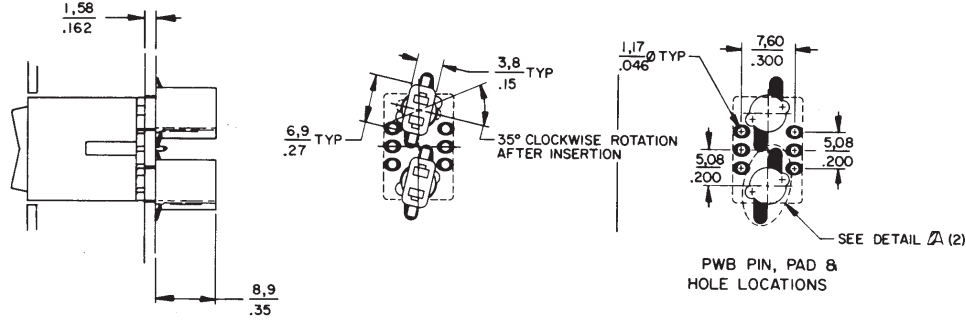 1,58
.162
8,9
.35
3,8 TYP
.15
6,9 TYP
.27
35° CLOCKWISE ROTATION
AFTER INSERTION
1,17 Ø TYP
.046
7,60
.300
5,08
.200
5,08
.200
SEE DETAIL A (2)
PWB PIN, PAD &
HOLE LOCATIONS